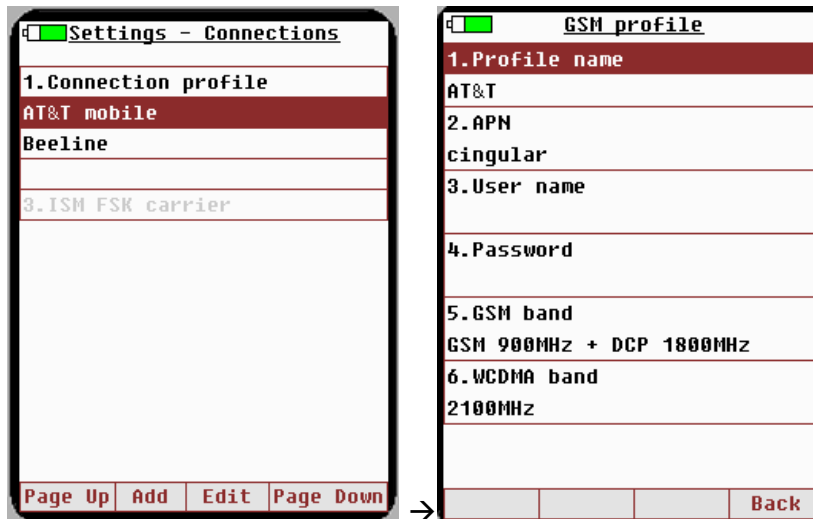 Settings - Connections
1.Connection profile
AT&T mobile
Beeline
3.ISM FSK carrier
Page Up Add Edit Page Down
→
GSM profile
1.Profile name
AT&T
2.APN
cingular
3.User name
4.Password
5.GSM band
GSM 900MHz + DCP 1800MHz
6.WCDMA band
2100MHz
Back